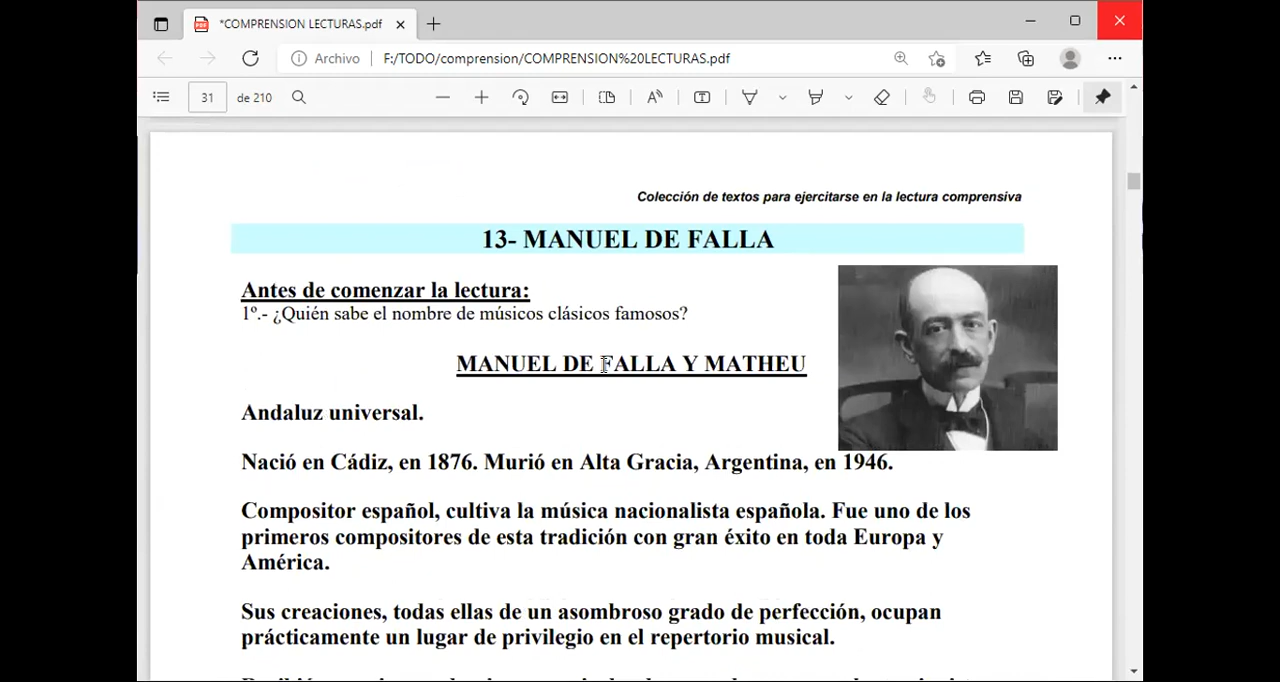 *COMPRENSION LECTURAS.pdf
Archivo F:/TODO/comprension/COMPRENSION%20LECTURAS.pdf
31 de 210
Colección de textos para ejercitarse en la lectura comprensiva
13- MANUEL DE FALLA
Antes de comenzar la lectura:
1º.- ¿Quién sabe el nombre de músicos clásicos famosos?
MANUEL DE FALLA Y MATHEU
Andaluz universal.
Nació en Cádiz, en 1876. Murió en Alta Gracia, Argentina, en 1946.
Compositor español, cultiva la música nacionalista española. Fue uno de los
primeros compositores de esta tradición con gran éxito en toda Europa y
América.
Sus creaciones, todas ellas de un asombroso grado de perfección, ocupan
prácticamente un lugar de privilegio en el repertorio musical.